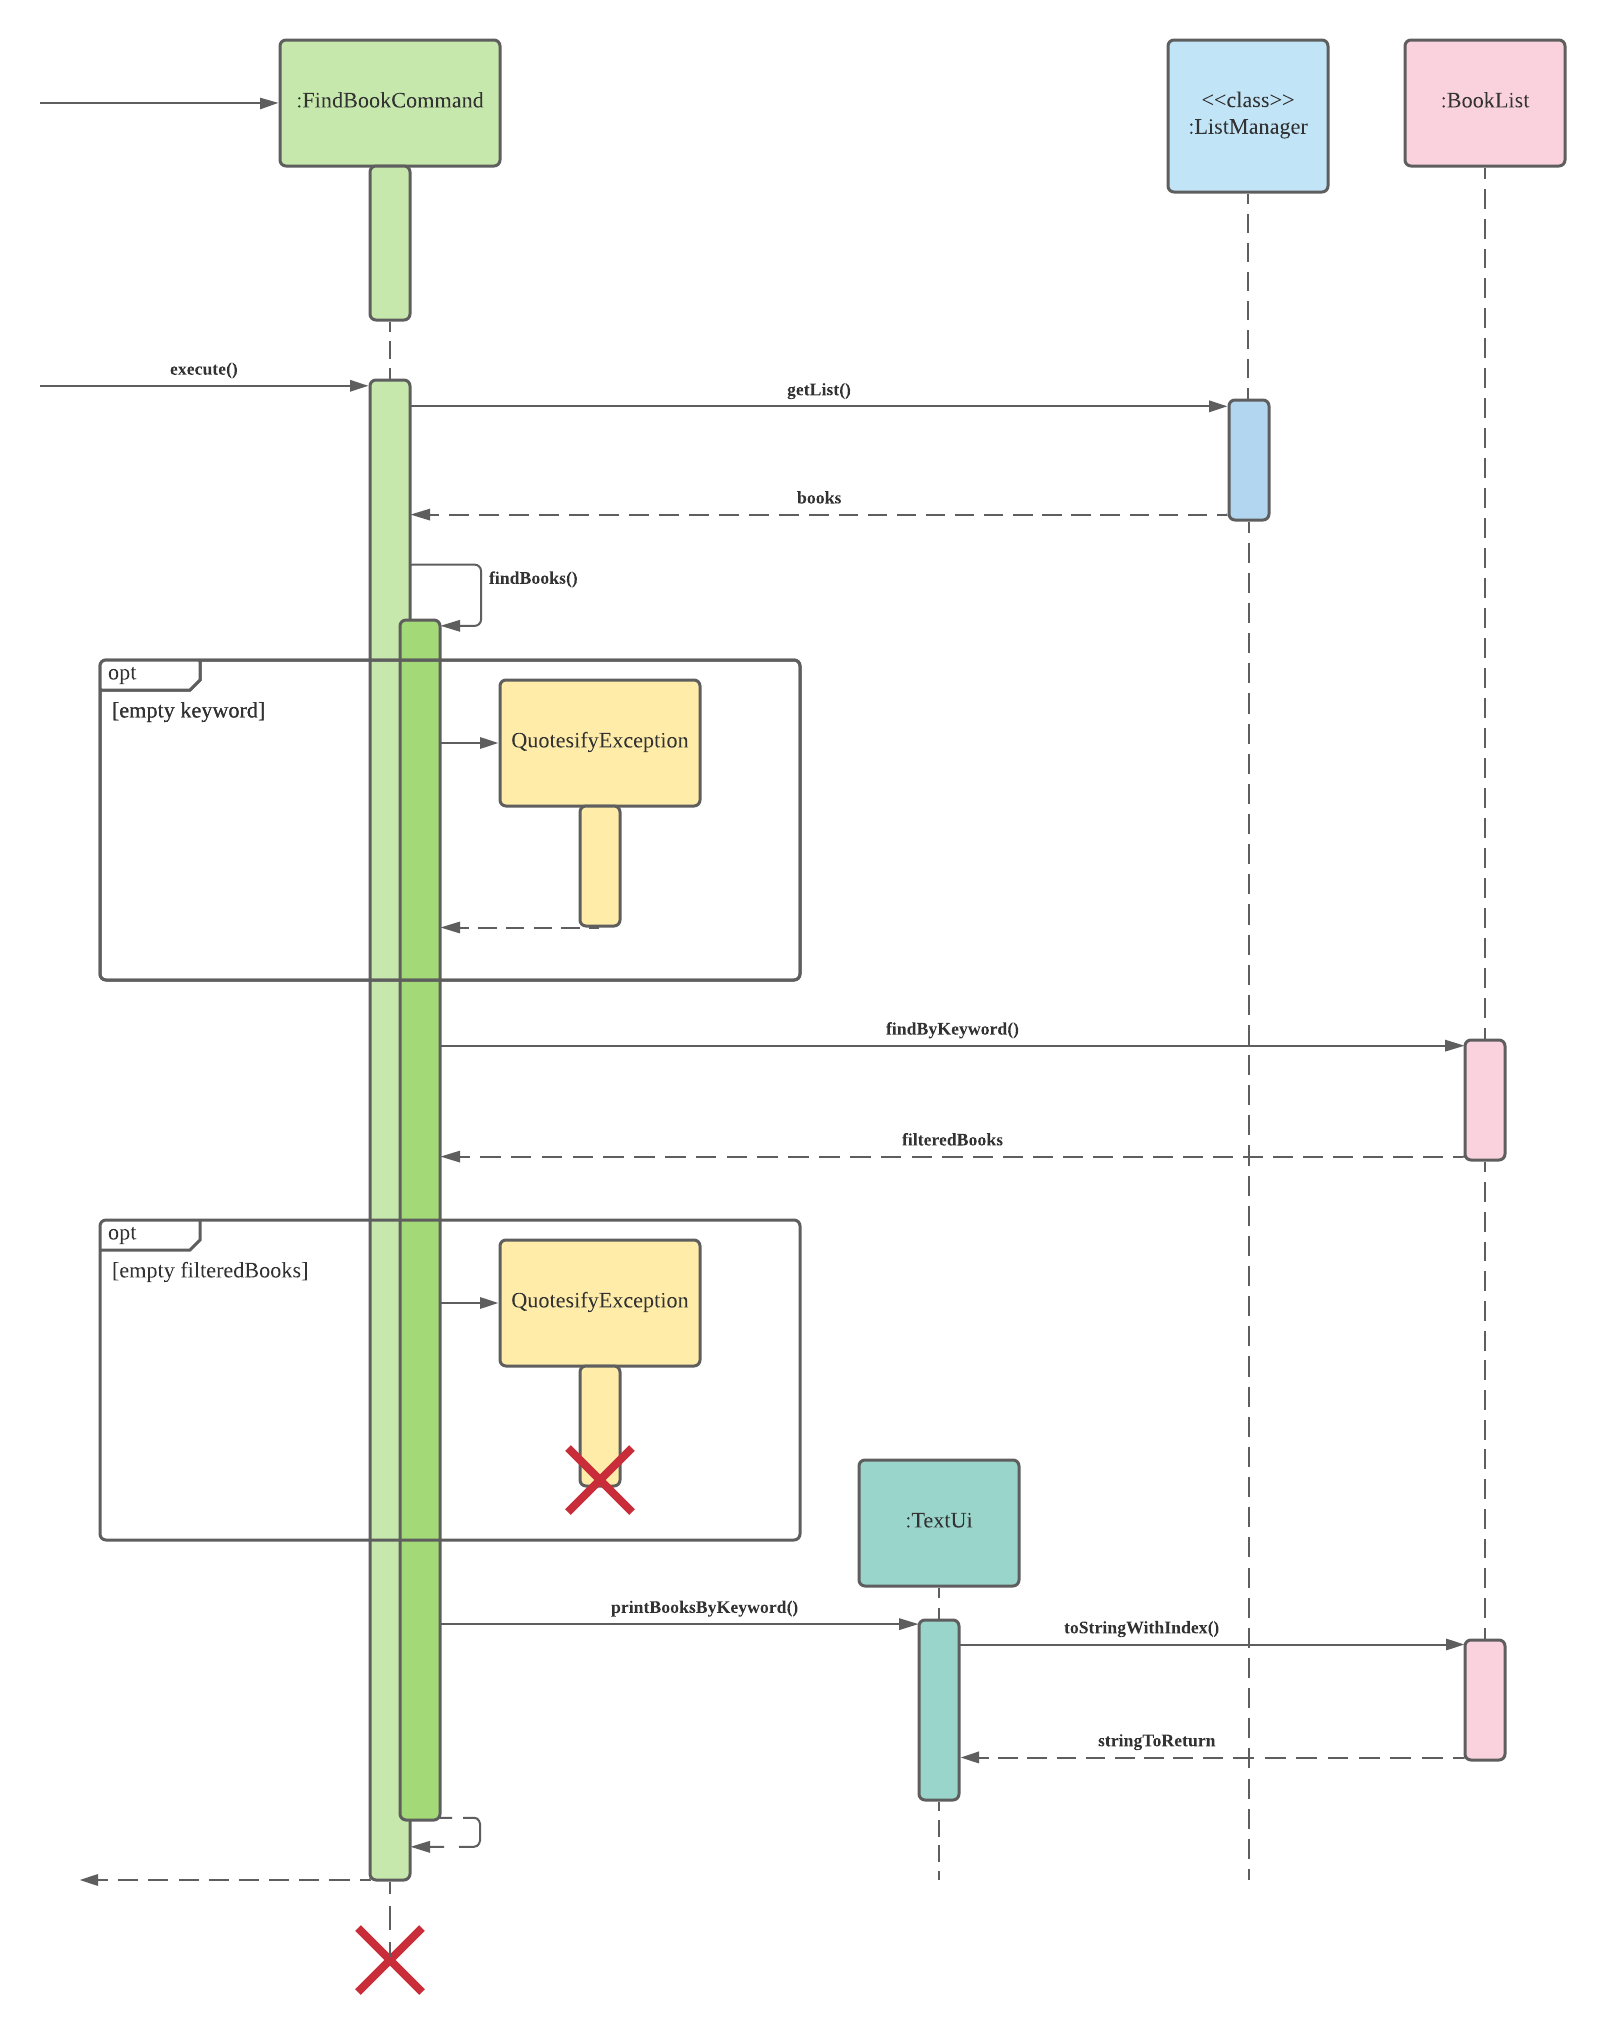 :FindBookCommand
<<class>>
:ListManager
:BookList
execute()
getList()
books
findBooks()
opt
[empty keyword]
QuotesifyException
findByKeyword()
filteredBooks
opt
[empty filteredBooks]
QuotesifyException
:TextUi
printBooksByKeyword()
toStringWithIndex()
stringToReturn